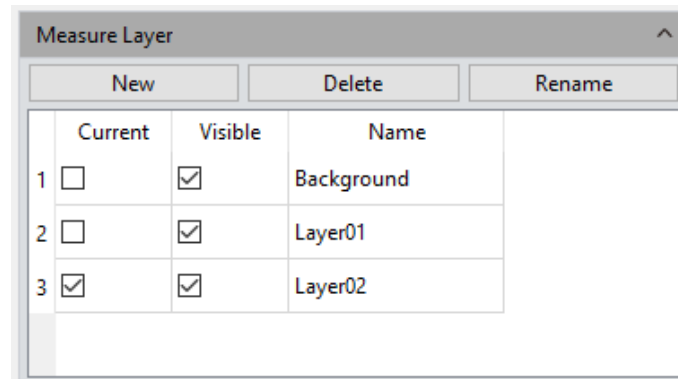 Measure Layer
New Delete Rename
Current Visible Name
1 Background
2 Layer01
3 Layer02